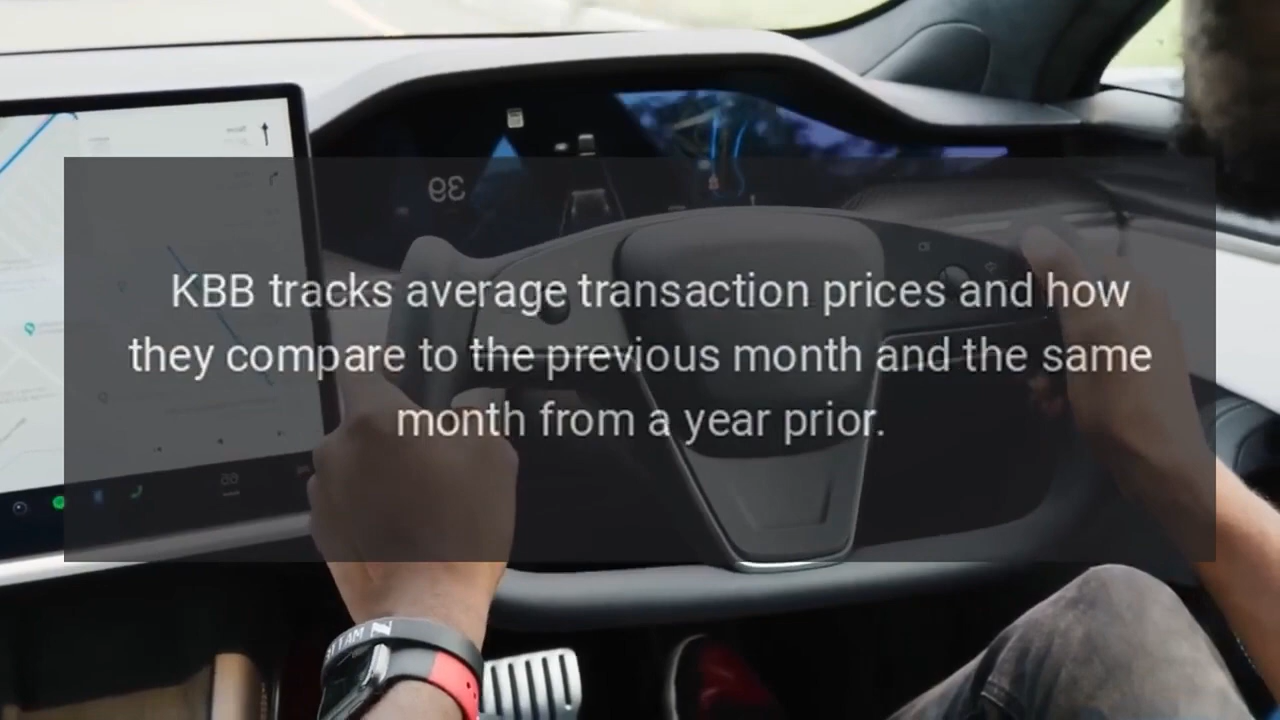 39
KBB tracks average transaction prices and how
they compare to the previous month and the same
month from a year prior.